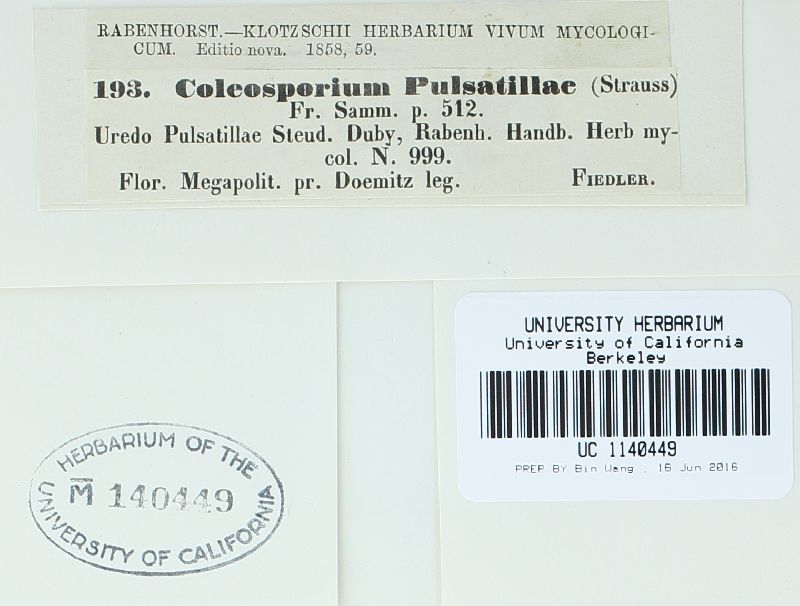 RABENHORST.—KLOTZSCHII HERBARIUM VIVUM MYCOLOGI-
CUM. Editio nova. 1858, 59.
193. Coleosporium Pulsatillae (Strauss)
Fr. Samm. p. 512.
Uredo Pulsatillae Steud. Duby, Rabenh. Handb. Herb my-
col. N. 999.
Flor. Megapolit. pr. Doemitz leg. FIEDLER.
UNIVERSITY HERBARIUM
University of California
Berkeley
UC 1140449
PREP BY Bin Wang , 16 Jun 2016
HERBARIUM OF THE
M̅ 140449
UNIVERSITY OF CALIFORNIA